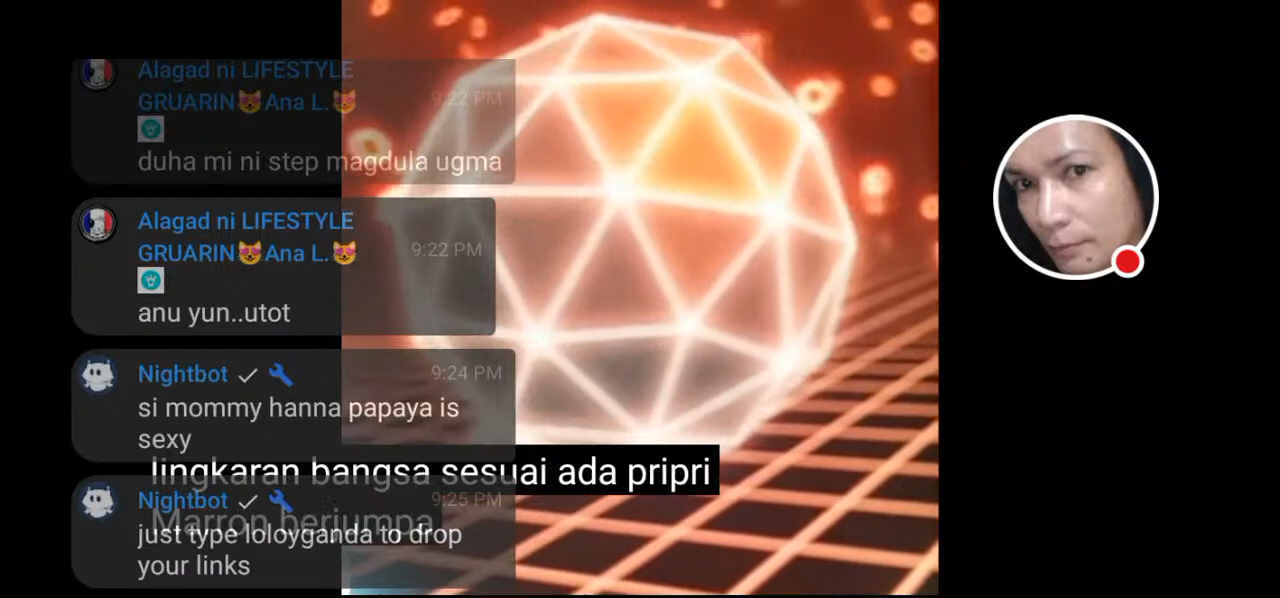 Alagad ni LIFESTYLE
GRUARIN😻Ana L.😻
9:22 PM
duha mi ni step magdula ugma
Alagad ni LIFESTYLE
GRUARIN😻Ana L.😻
9:22 PM
anu yun..utot
Nightbot
9:24 PM
si mommy hanna papaya is
sexy
lingkaran bangsa sesuai ada pripri
Nightbot
9:25 PM
Marron berjumpa
just type loloyganda to drop
your links